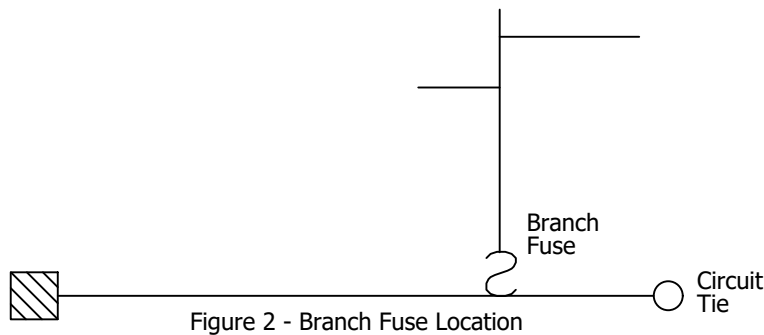 Branch
Fuse
Circuit
Tie
Figure 2 - Branch Fuse Location